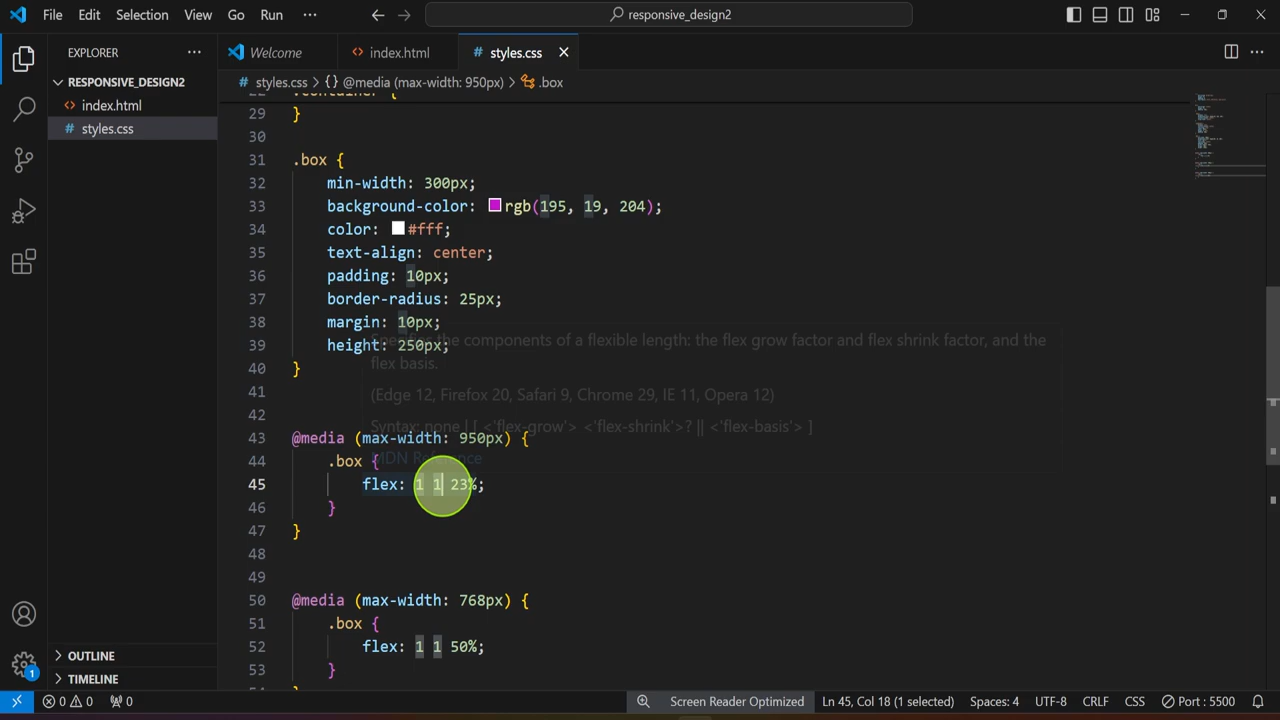 File Edit Selection View Go Run ··· responsive_design2
EXPLORER ···
RESPONSIVE_DESIGN2
index.html
styles.css
OUTLINE
TIMELINE
Welcome index.html styles.css
styles.css > {} @media (max-width: 950px) > .box
.container {
29 }
30
31 .box {
32 min-width: 300px;
33 background-color: rgb(195, 19, 204);
34 color: #fff;
35 text-align: center;
36 padding: 10px;
37 border-radius: 25px;
38 margin: 10px;
39 height: 250px;
40 }
41
42
43 @media (max-width: 950px) {
44 .box {
45 flex: 1 1 23%;
46 }
47 }
48
49
50 @media (max-width: 768px) {
51 .box {
52 flex: 1 1 50%;
53 }
Specifies the components of a flexible length: the flex grow factor and flex shrink factor, and the
flex basis.
(Edge 12, Firefox 20, Safari 9, Chrome 29, IE 11, Opera 12)
Syntax: none | [ <'flex-grow'> <'flex-shrink'>? || <'flex-basis'> ]
MDN Reference
1
0 0 0 Screen Reader Optimized Ln 45, Col 18 (1 selected) Spaces: 4 UTF-8 CRLF CSS Port : 5500